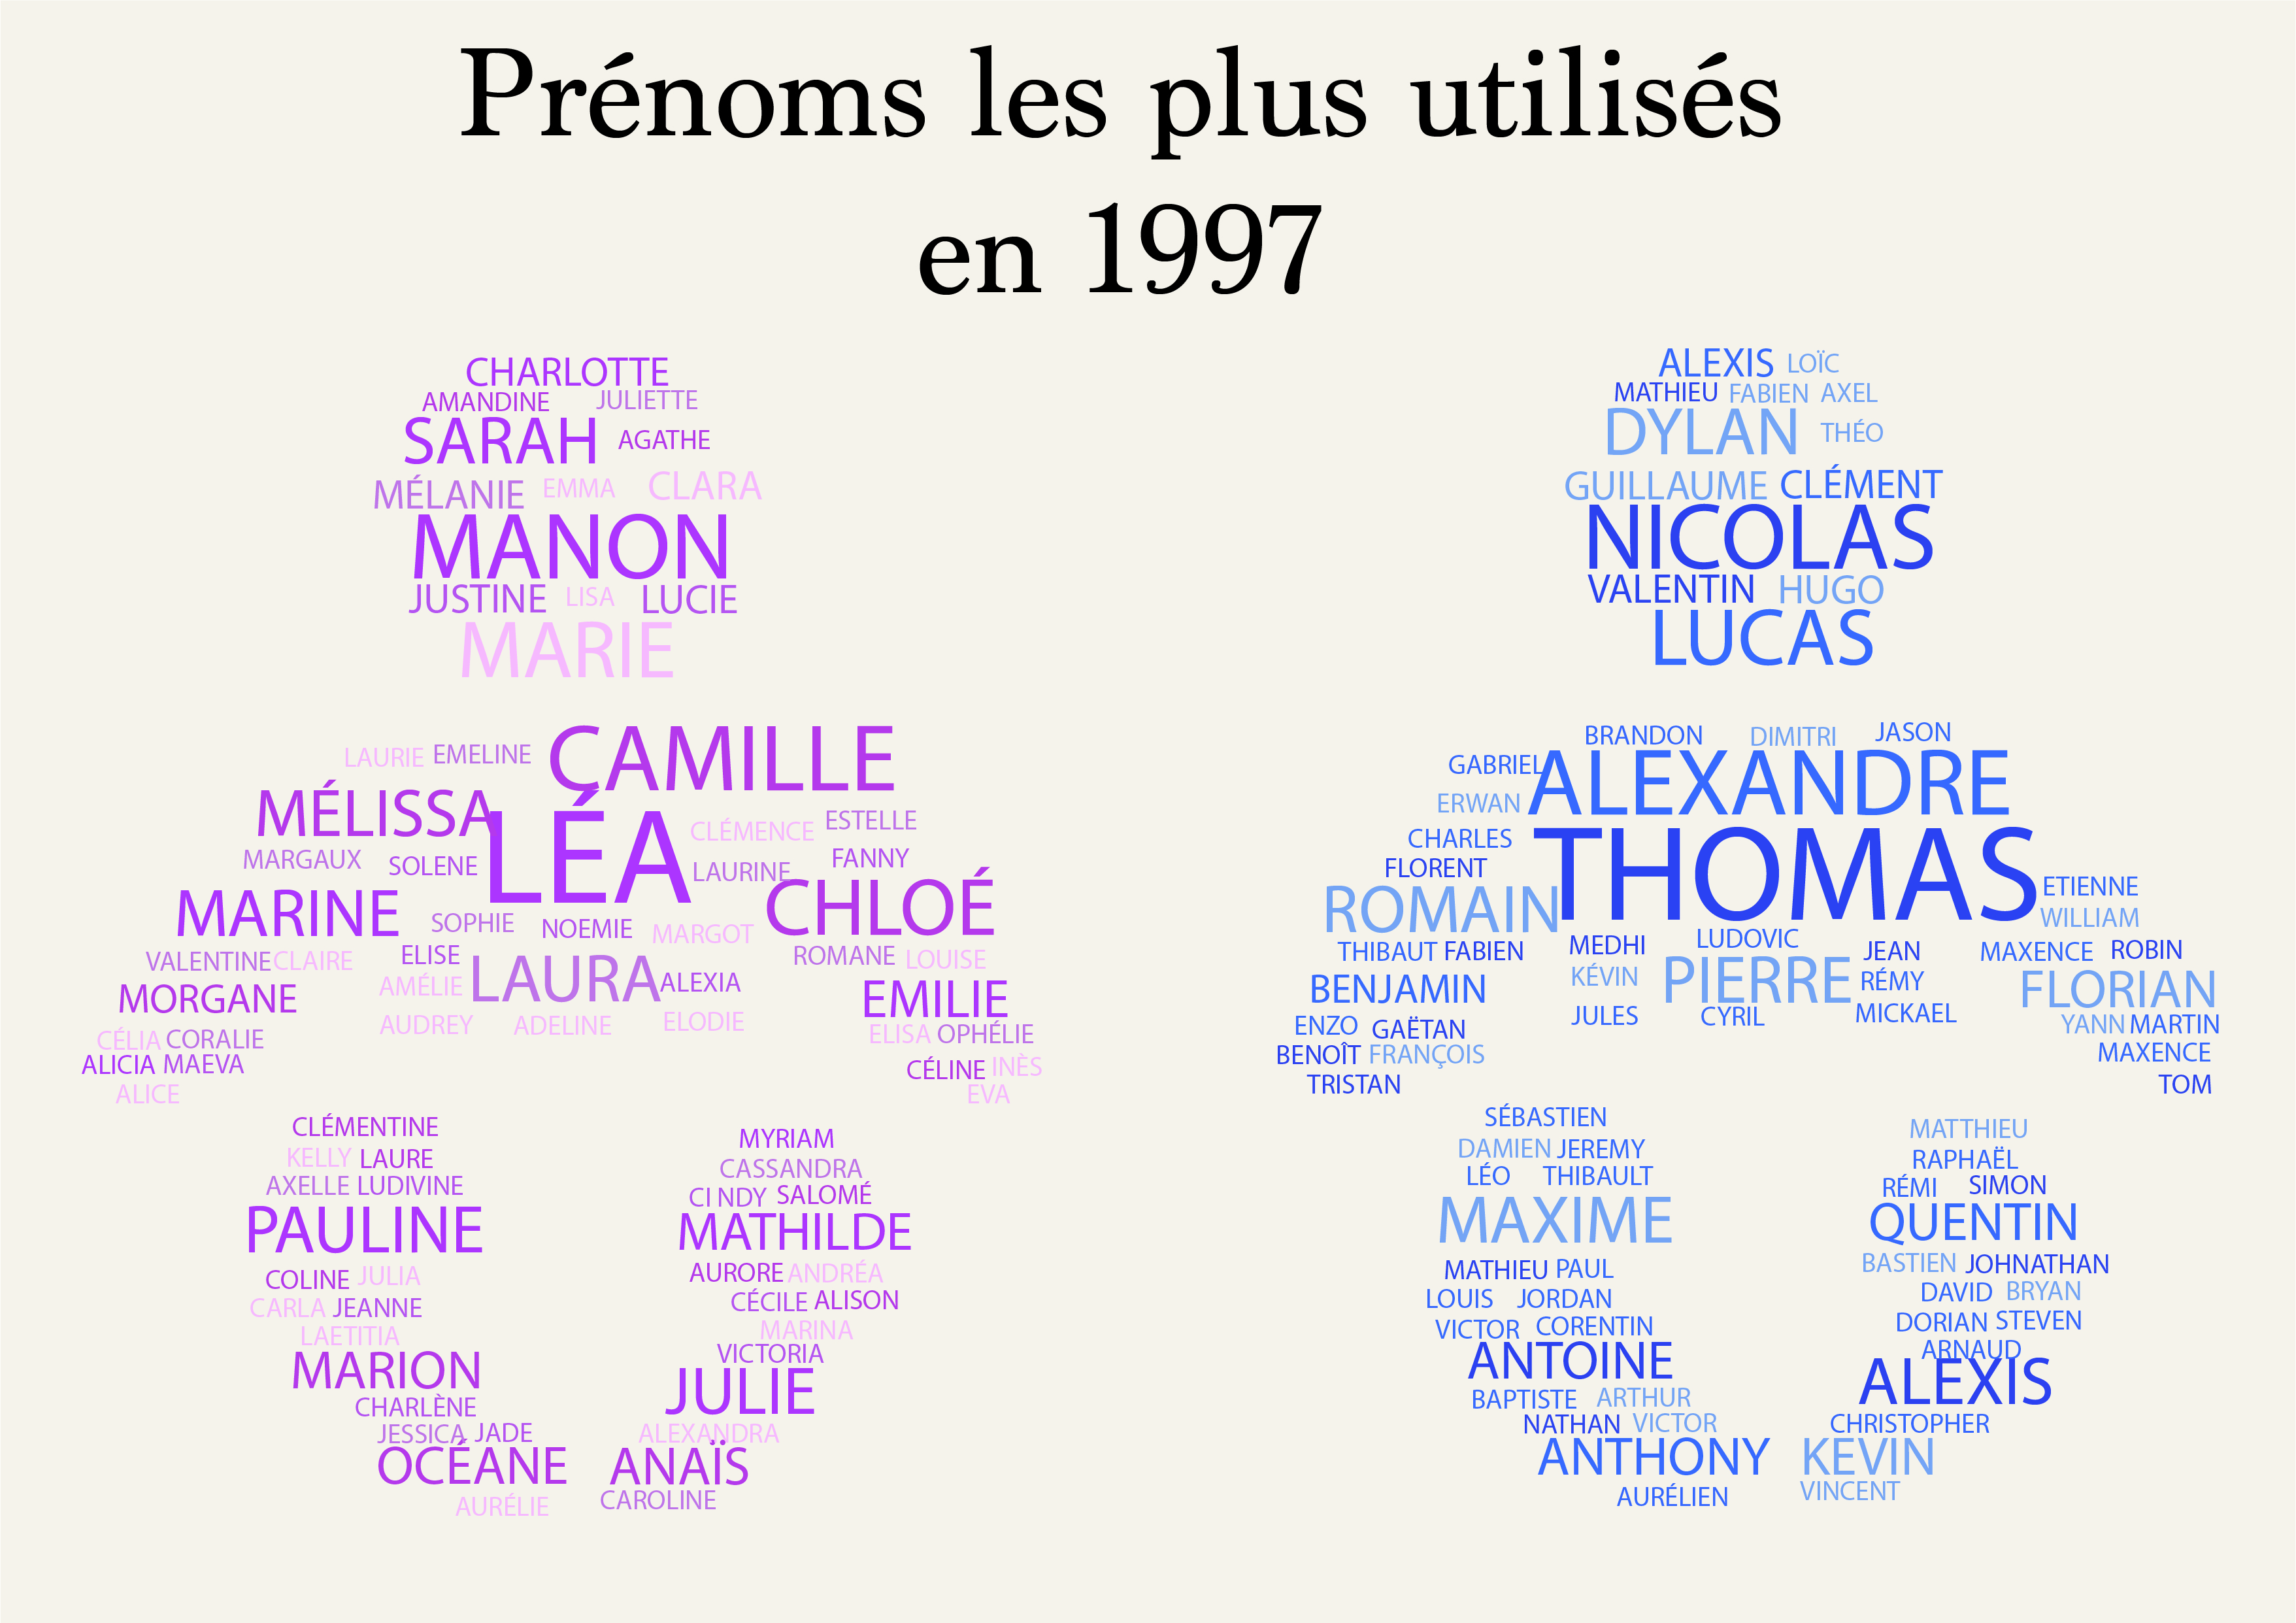 Prénoms les plus utilisés
en 1997
CHARLOTTE
AMANDINE JULIETTE
SARAH AGATHE
MÉLANIE EMMA CLARA
MANON
JUSTINE LISA LUCIE
MARIE
LAURIE EMELINE CAMILLE
MÉLISSA LÉA CLÉMENCE ESTELLE
MARGAUX SOLENE LAURINE FANNY
MARINE SOPHIE NOEMIE MARGOT CHLOÉ
VALENTINE CLAIRE ELISE LAURA ROMANE LOUISE
MORGANE AMÉLIE ALEXIA EMILIE
AUDREY ADELINE ELODIE
CÉLIA CORALIE ELISA OPHÉLIE
ALICIA MAEVA CÉLINE INÈS
ALICE EVA
CLÉMENTINE
KELLY LAURE
AXELLE LUDIVINE
PAULINE
COLINE JULIA
CARLA JEANNE
LAETITIA
MARION
CHARLÈNE
JESSICA JADE
OCÉANE
AURÉLIE
MYRIAM
CASSANDRA
CI NDY SALOMÉ
MATHILDE
AURORE ANDRÉA
CÉCILE ALISON
MARINA
VICTORIA
JULIE
ALEXANDRA
ANAÏS
CAROLINE
ALEXIS LOÏC
MATHIEU FABIEN AXEL
DYLAN THÉO
GUILLAUME CLÉMENT
NICOLAS
VALENTIN HUGO
LUCAS
BRANDON DIMITRI JASON
GABRIEL ALEXANDRE
ERWAN
CHARLES THOMAS
FLORENT
ROMAIN ETIENNE
WILLIAM
THIBAUT FABIEN MEDHI LUDOVIC JEAN MAXENCE ROBIN
BENJAMIN KÉVIN PIERRE RÉMY FLORIAN
JULES CYRIL MICKAEL
ENZO GAËTAN YANN MARTIN
BENOÎT FRANÇOIS MAXENCE
TRISTAN TOM
SÉBASTIEN
DAMIEN JEREMY
LÉO THIBAULT
MAXIME
MATHIEU PAUL
LOUIS JORDAN
VICTOR CORENTIN
ANTOINE
BAPTISTE ARTHUR
NATHAN VICTOR
ANTHONY
AURÉLIEN
MATTHIEU
RAPHAËL
RÉMI SIMON
QUENTIN
BASTIEN JOHNATHAN
DAVID BRYAN
DORIAN STEVEN
ARNAUD
ALEXIS
CHRISTOPHER
KEVIN
VINCENT